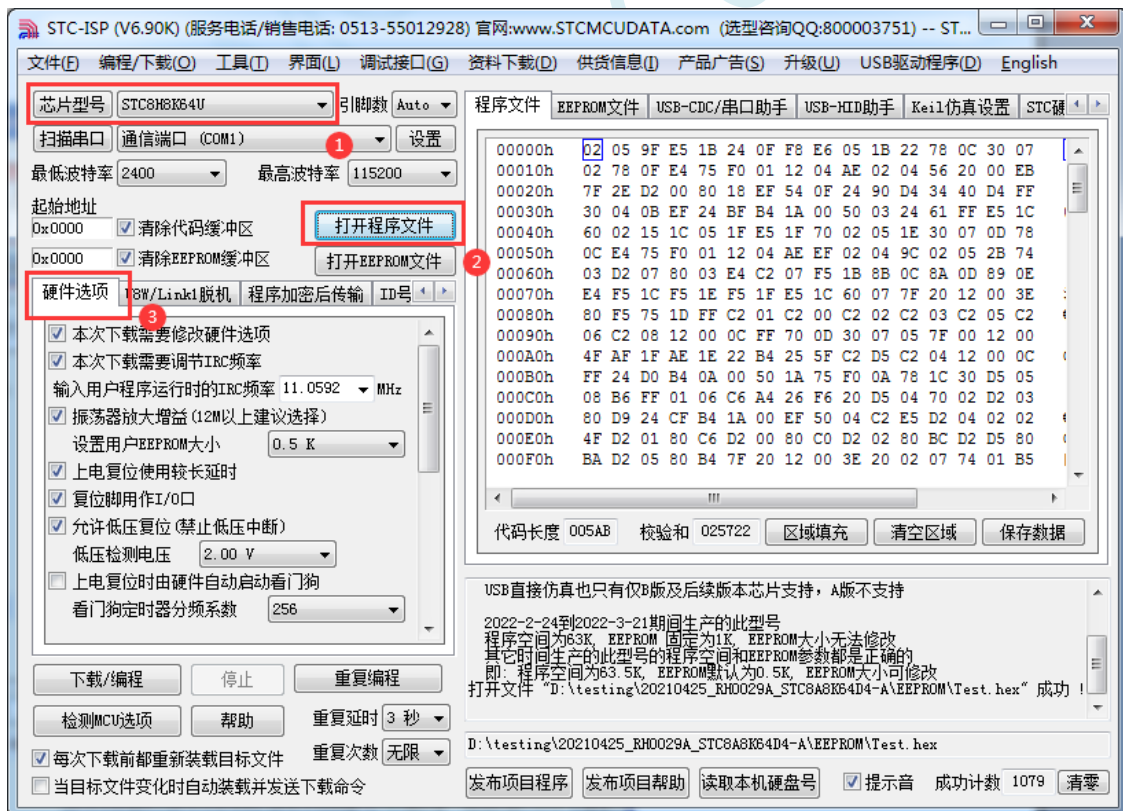 STC-ISP (V6.90K) (服务电话/销售电话: 0513-55012928) 官网:www.STCMCUDATA.com (选型咨询QQ:800003751) -- ST...
文件(F) 编程/下载(O) 工具(T) 界面(L) 调试接口(G) 资料下载(D) 供货信息(I) 产品广告(S) 升级(U) USB驱动程序(D) English
芯片型号 STC8H8K64U 引脚数 Auto
扫描串口 通信端口 (COM1) 设置
1
最低波特率 2400 最高波特率 115200
起始地址
0x0000 清除代码缓冲区 打开程序文件
0x0000 清除EEPROM缓冲区 打开EEPROM文件
2
硬件选项 U8W/Link1脱机 程序加密后传输 ID号
3
本次下载需要修改硬件选项
本次下载需要调节IRC频率
输入用户程序运行时的IRC频率 11.0592 MHz
振荡器放大增益(12M以上建议选择)
设置用户EEPROM大小 0.5 K
上电复位使用较长延时
复位脚用作I/O口
允许低压复位(禁止低压中断)
低压检测电压 2.00 V
上电复位时由硬件自动启动看门狗
看门狗定时器分频系数 256
下载/编程 停止 重复编程
检测MCU选项 帮助 重复延时 3 秒
每次下载前都重新装载目标文件 重复次数 无限
当目标文件变化时自动装载并发送下载命令
程序文件 EEPROM文件 USB-CDC/串口助手 USB-HID助手 Keil仿真设置 STC硬
00000h 02 05 9F E5 1B 24 0F F8 E6 05 1B 22 78 0C 30 07
00010h 02 78 0F E4 75 F0 01 12 04 AE 02 04 56 20 00 EB
00020h 7F 2E D2 00 80 18 EF 54 0F 24 90 D4 34 40 D4 FF
00030h 30 04 0B EF 24 BF B4 1A 00 50 03 24 61 FF E5 1C
00040h 60 02 15 1C 05 1F E5 1F 70 02 05 1E 30 07 0D 78
00050h 0C E4 75 F0 01 12 04 AE EF 02 04 9C 02 05 2B 74
00060h 03 D2 07 80 03 E4 C2 07 F5 1B 8B 0C 8A 0D 89 0E
00070h E4 F5 1C F5 1E F5 1F E5 1C 60 07 7F 20 12 00 3E
00080h 80 F5 75 1D FF C2 01 C2 00 C2 02 C2 03 C2 05 C2
00090h 06 C2 08 12 00 0C FF 70 0D 30 07 05 7F 00 12 00
000A0h 4F AF 1F AE 1E 22 B4 25 5F C2 D5 C2 04 12 00 0C
000B0h FF 24 D0 B4 0A 00 50 1A 75 F0 0A 78 1C 30 D5 05
000C0h 08 B6 FF 01 06 C6 A4 26 F6 20 D5 04 70 02 D2 03
000D0h 80 D9 24 CF B4 1A 00 EF 50 04 C2 E5 D2 04 02 02
000E0h 4F D2 01 80 C6 D2 00 80 C0 D2 02 80 BC D2 D5 80
000F0h BA D2 05 80 B4 7F 20 12 00 3E 20 02 07 74 01 B5
代码长度 005AB 校验和 025722 区域填充 清空区域 保存数据
USB直接仿真也只有仅B版及后续版本芯片支持，A版不支持
2022-2-24到2022-3-21期间生产的此型号
程序空间为63K, EEPROM 固定为1K, EEPROM大小无法修改
其它时间生产的此型号的程序空间和EEPROM参数都是正确的
即: 程序空间为63.5K, EEPROM默认为0.5K, EEPROM大小可修改
打开文件 "D:\testing\20210425_RH0029A_STC8A8K64D4-A\EEPROM\Test.hex" 成功 !
D:\testing\20210425_RH0029A_STC8A8K64D4-A\EEPROM\Test.hex
发布项目程序 发布项目帮助 读取本机硬盘号 提示音 成功计数 1079 清零